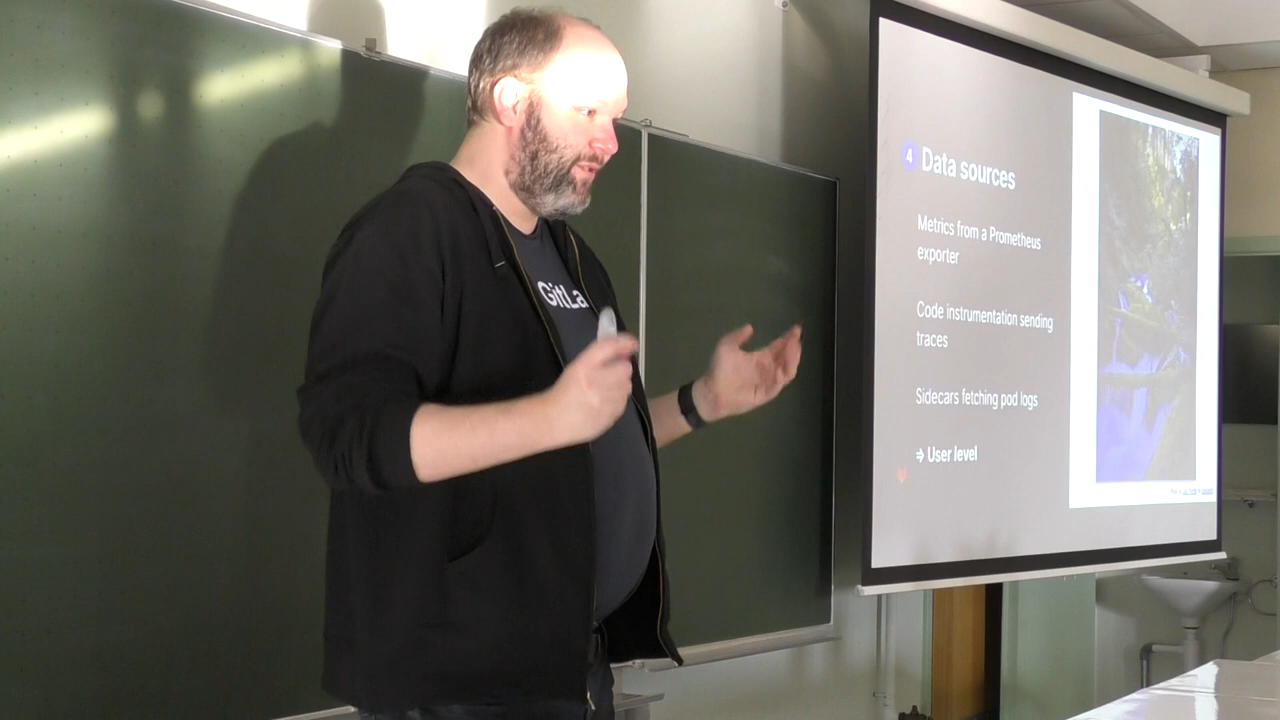 GitLa
4
Data sources
Metrics from a Prometheus
exporter
Code instrumentation sending
traces
Sidecars fetching pod logs
⇒ User level